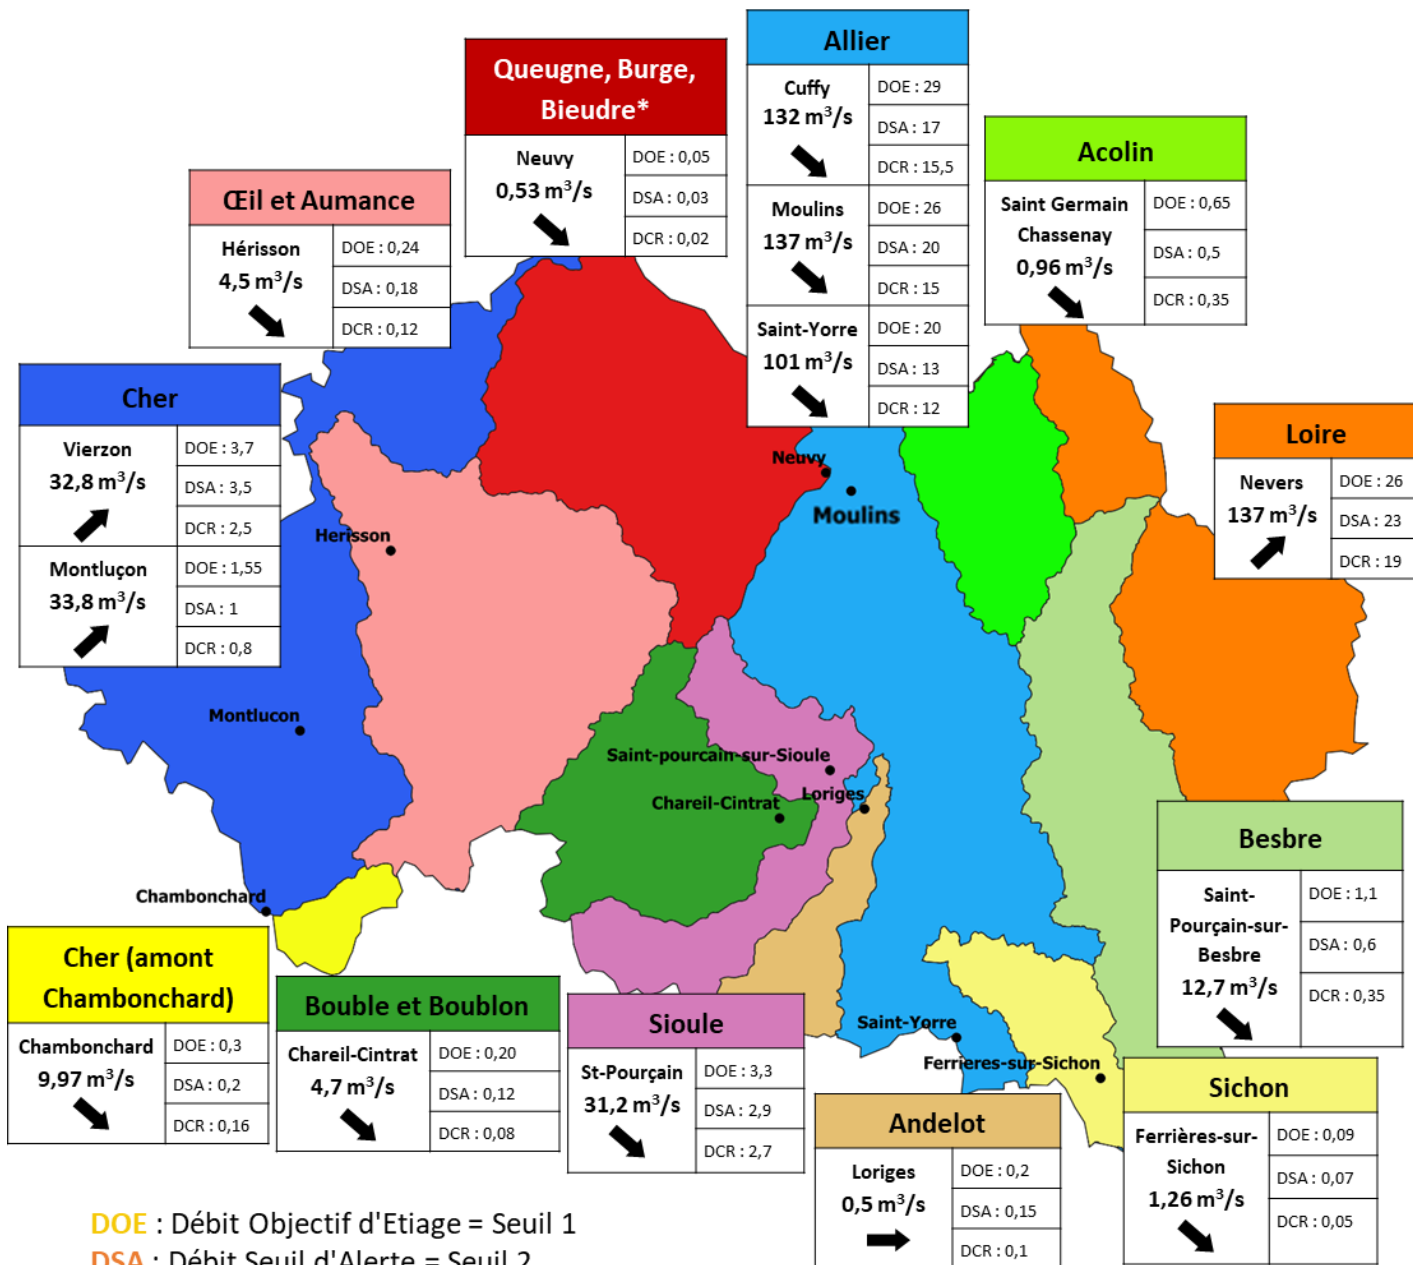 Allier
Cuffy
132 m³/s
DOE : 29
DSA : 17
DCR : 15,5
Moulins
137 m³/s
DOE : 26
DSA : 20
DCR : 15
Saint-Yorre
101 m³/s
DOE : 20
DSA : 13
DCR : 12
Queugne, Burge,
Bieudre*
Neuvy
0,53 m³/s
DOE : 0,05
DSA : 0,03
DCR : 0,02
Acolin
Saint Germain
Chassenay
0,96 m³/s
DOE : 0,65
DSA : 0,5
DCR : 0,35
Œil et Aumance
Hérisson
4,5 m³/s
DOE : 0,24
DSA : 0,18
DCR : 0,12
Cher
Vierzon
32,8 m³/s
DOE : 3,7
DSA : 3,5
DCR : 2,5
Montluçon
33,8 m³/s
DOE : 1,55
DSA : 1
DCR : 0,8
Loire
Nevers
137 m³/s
DOE : 26
DSA : 23
DCR : 19
Neuvy
Moulins
Herisson
Montlucon
Saint-pourcain-sur-Sioule
Loriges
Chareil-Cintrat
Chambonchard
Saint-Yorre
Ferrieres-sur-Sichon
Besbre
Saint-
Pourçain-sur-
Besbre
12,7 m³/s
DOE : 1,1
DSA : 0,6
DCR : 0,35
Cher (amont
Chambonchard)
Chambonchard
9,97 m³/s
DOE : 0,3
DSA : 0,2
DCR : 0,16
Bouble et Boublon
Chareil-Cintrat
4,7 m³/s
DOE : 0,20
DSA : 0,12
DCR : 0,08
Sioule
St-Pourçain
31,2 m³/s
DOE : 3,3
DSA : 2,9
DCR : 2,7
Andelot
Loriges
0,5 m³/s
DOE : 0,2
DSA : 0,15
DCR : 0,1
Sichon
Ferrières-sur-
Sichon
1,26 m³/s
DOE : 0,09
DSA : 0,07
DCR : 0,05
DOE : Débit Objectif d'Etiage = Seuil 1
DSA : Débit Seuil d'Alerte = Seuil 2